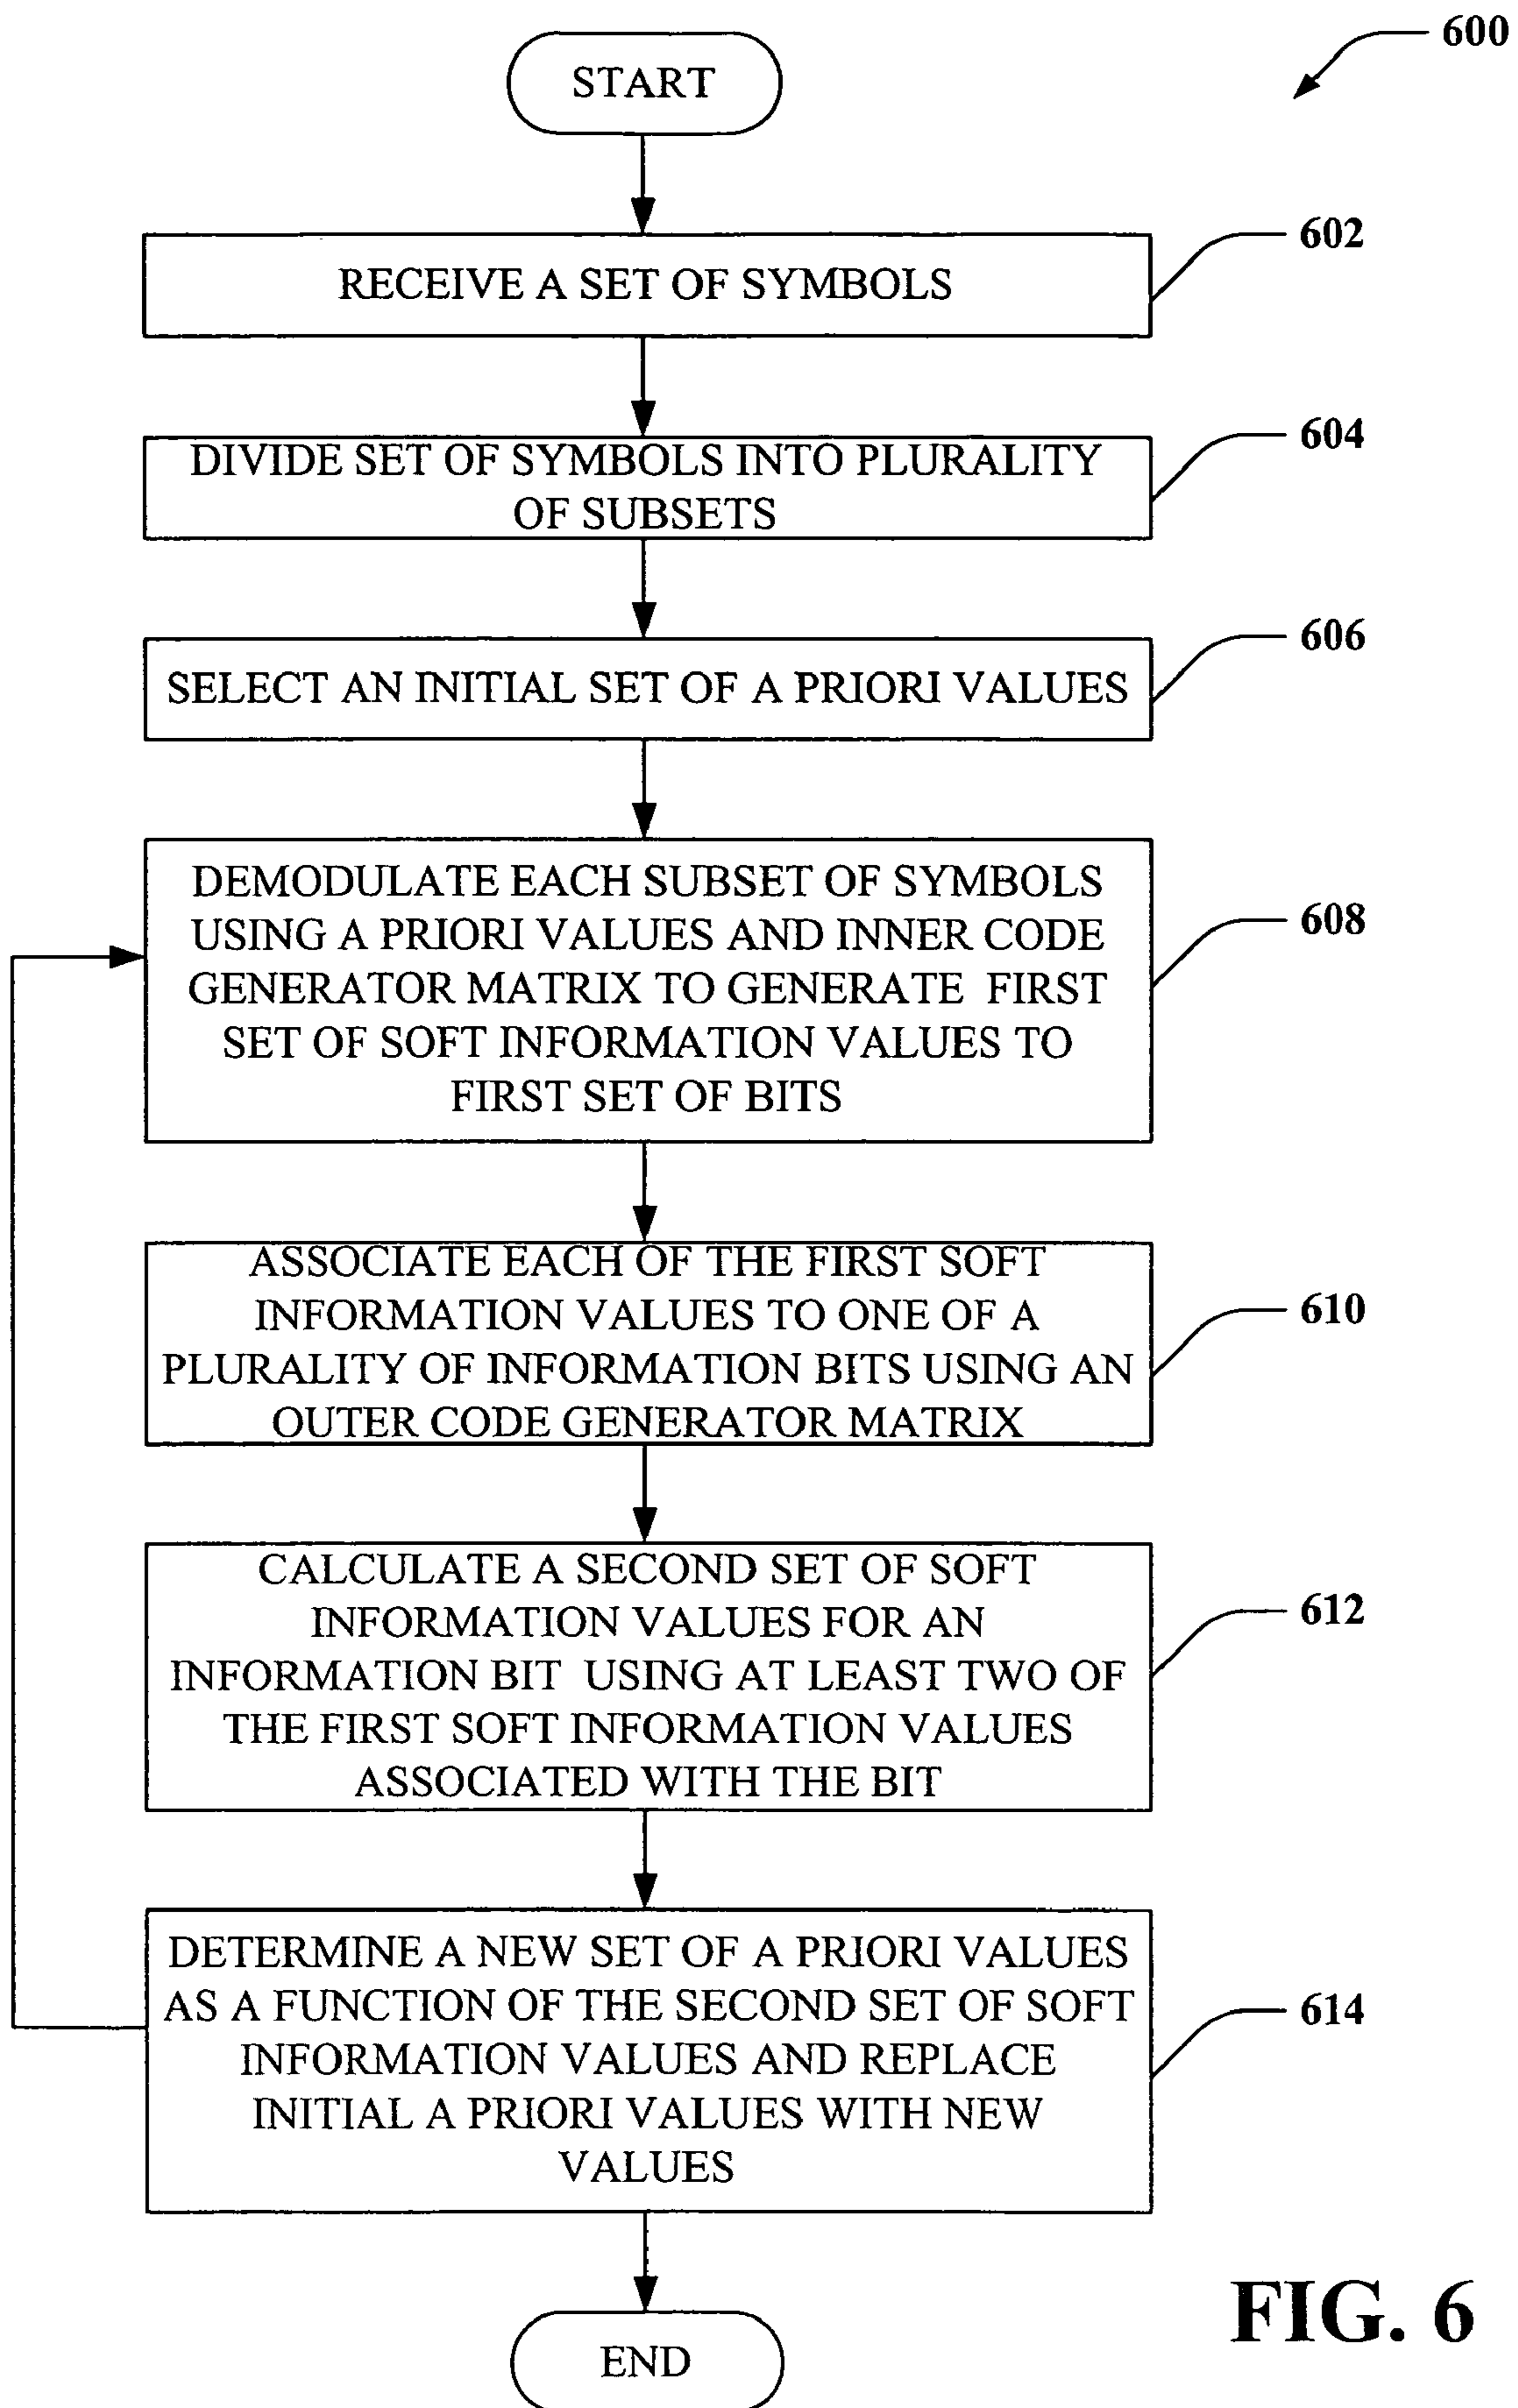 600
START
602
RECEIVE A SET OF SYMBOLS
604
DIVIDE SET OF SYMBOLS INTO PLURALITY
OF SUBSETS
606
SELECT AN INITIAL SET OF A PRIORI VALUES
DEMODULATE EACH SUBSET OF SYMBOLS
USING A PRIORI VALUES AND INNER CODE
608
GENERATOR MATRIX TO GENERATE FIRST
SET OF SOFT INFORMATION VALUES TO
FIRST SET OF BITS
ASSOCIATE EACH OF THE FIRST SOFT
INFORMATION VALUES TO ONE OF A
610
PLURALITY OF INFORMATION BITS USING AN
OUTER CODE GENERATOR MATRIX
CALCULATE A SECOND SET OF SOFT
INFORMATION VALUES FOR AN
612
INFORMATION BIT USING AT LEAST TWO OF
THE FIRST SOFT INFORMATION VALUES
ASSOCIATED WITH THE BIT
DETERMINE A NEW SET OF A PRIORI VALUES
AS A FUNCTION OF THE SECOND SET OF SOFT
614
INFORMATION VALUES AND REPLACE
INITIAL A PRIORI VALUES WITH NEW
VALUES
FIG. 6
END